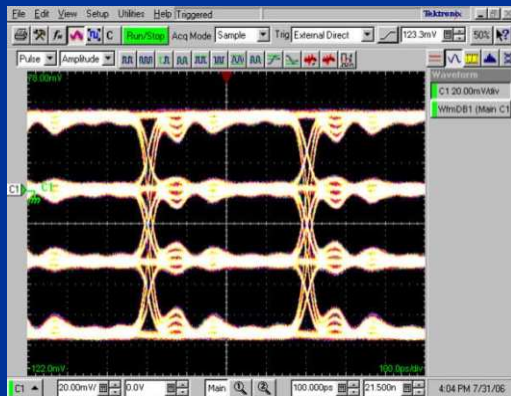 File Edit View Setup Utilities Help Triggered Tektronix
Run/Stop Acq Mode Sample Trig External Direct 123.3mV 50%
Pulse Amplitude
78.00mV
Waveform
C1 20.00mV/div
WfmDB1 (Main C1
C1 C1
-122.0mV 100.0ps/div
C1 20.00mV/ 0.0V Main 100.000ps 21.500n 4:04 PM 7/31/06